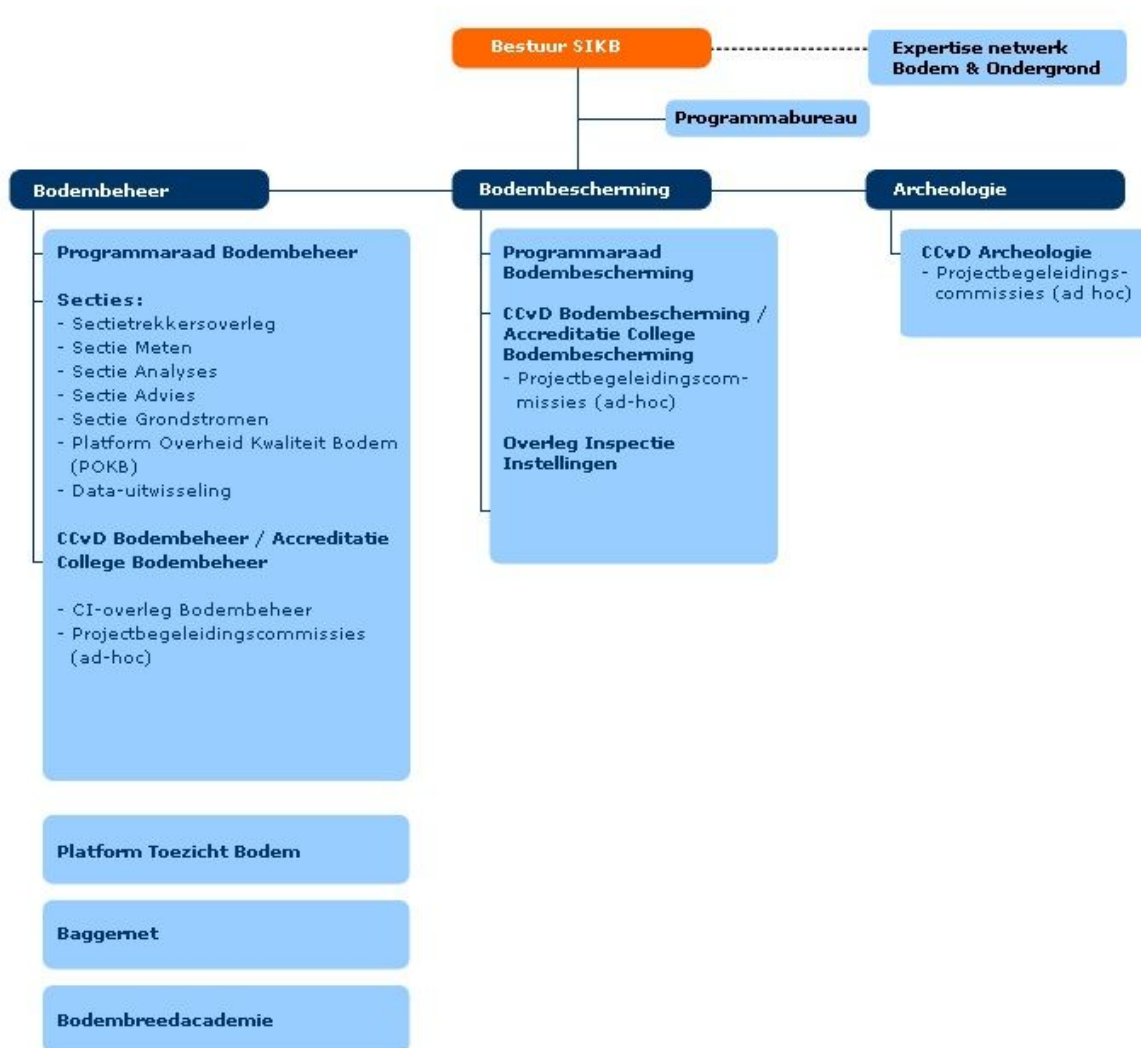 Bestuur SIKB
Expertise netwerk
Bodem & Ondergrond
Programmabureau
Bodembeheer
Bodembescherming
Archeologie
Programmaraad Bodembeheer
Secties:
- Sectietrekkersoverleg
- Sectie Meten
- Sectie Analyses
- Sectie Advies
- Sectie Grondstromen
- Platform Overheid Kwaliteit Bodem
(POKB)
- Data-uitwisseling
CCvD Bodembeheer / Accreditatie
College Bodembeheer
- CI-overleg Bodembeheer
- Projectbegeleidingscommissies
(ad-hoc)
Programmaraad
Bodembescherming
CCvD Bodembescherming /
Accreditatie College
Bodembescherming
- Projectbegeleidingscom-
missies (ad-hoc)
Overleg Inspectie
Instellingen
CCvD Archeologie
- Projectbegeleidings-
commissies (ad hoc)
Platform Toezicht Bodem
Baggernet
Bodembreedacademie